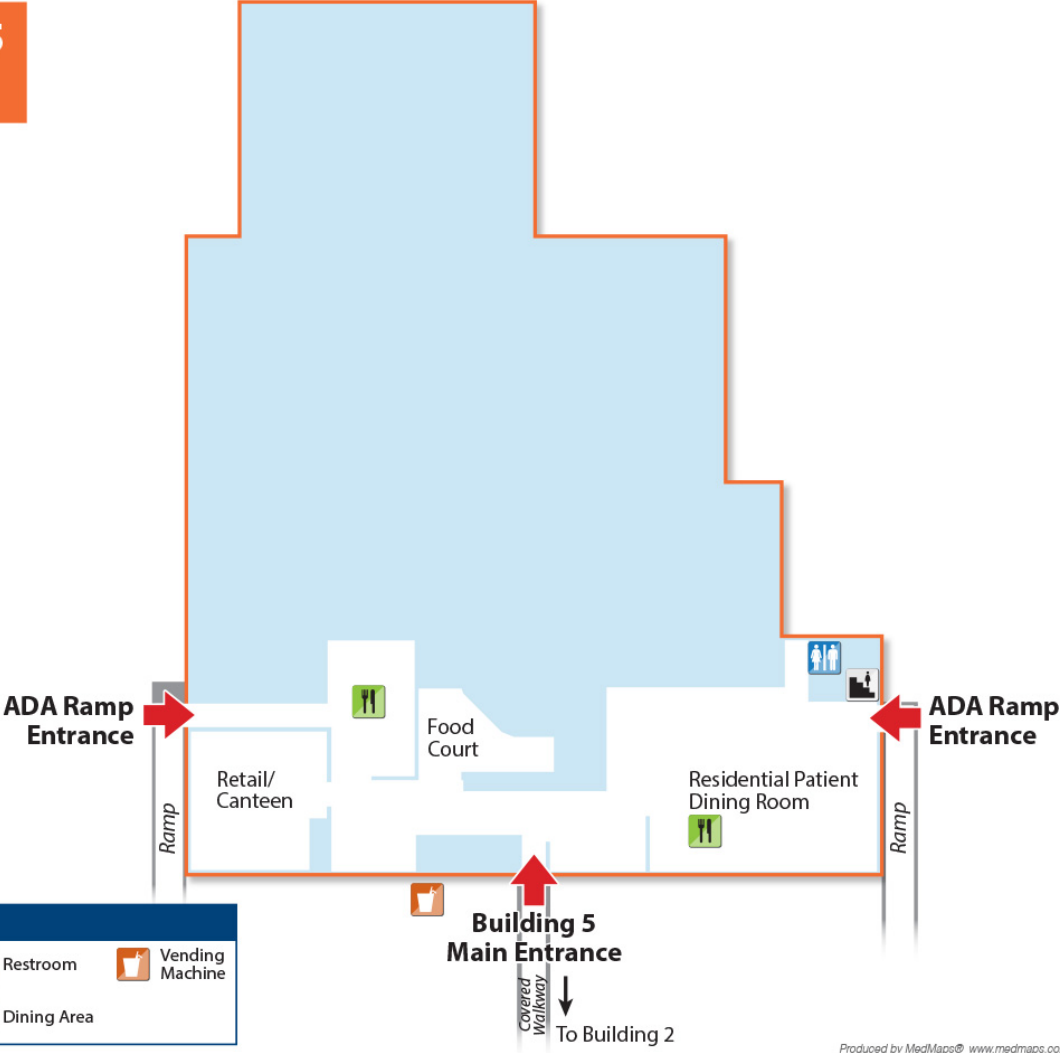 5
ADA Ramp
Entrance
Food
Court
Retail/
Canteen
Residential Patient
Dining Room
ADA Ramp
Entrance
Ramp
Ramp
Building 5
Main Entrance
Covered
Walkway
To Building 2
Restroom
Vending
Machine
Dining Area
Produced by MedMaps® www.medmaps.co